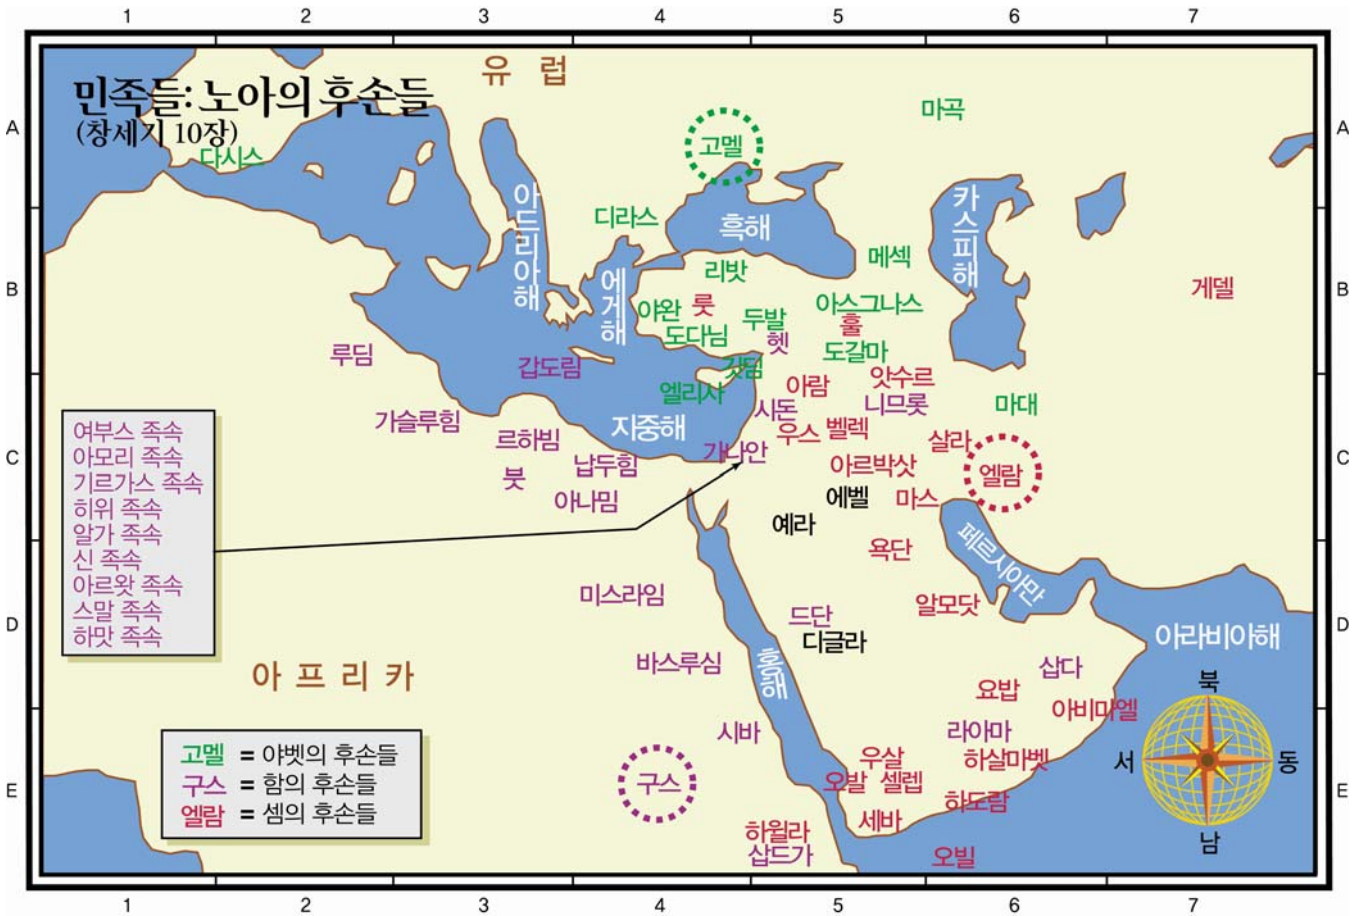 1 2 3 4 5 6 7
유 럽
민족들: 노아의 후손들
(창세기 10장)
A
A
마곡
고멜
다시스
아드리아해
카스피해
디라스
흑해
메섹
리밧
에게해
B
B
게델
야완
룻
아스그나스
두발
훌
도다님
헷
도갈마
루딤
갑도림
깃딤
아람
앗수르
엘리사
시돈
니므롯
마대
가슬루힘
지중해
우스
벨렉
르하빔
살라
가나안
C
C
납두힘
아르박삿
엘람
붓
아나밈
에벨
마스
예라
여부스 족속
아모리 족속
기르가스 족속
히위 족속
알가 족속
신 족속
아르왓 족속
스말 족속
하맛 족속
욕단
페르시아만
미스라임
알모닷
드단
D
D
디글라
아라비아해
바스루심
홍해
삽다
아 프 리 카
요밥
아비마엘
시바
라아마
우살
하살마벳
구스
오발
셀렙
하도람
E
E
세바
하윌라
삽드가
오빌
고멜 = 야벳의 후손들
구스 = 함의 후손들
엘람 = 셈의 후손들
북
서
동
남
1 2 3 4 5 6 7